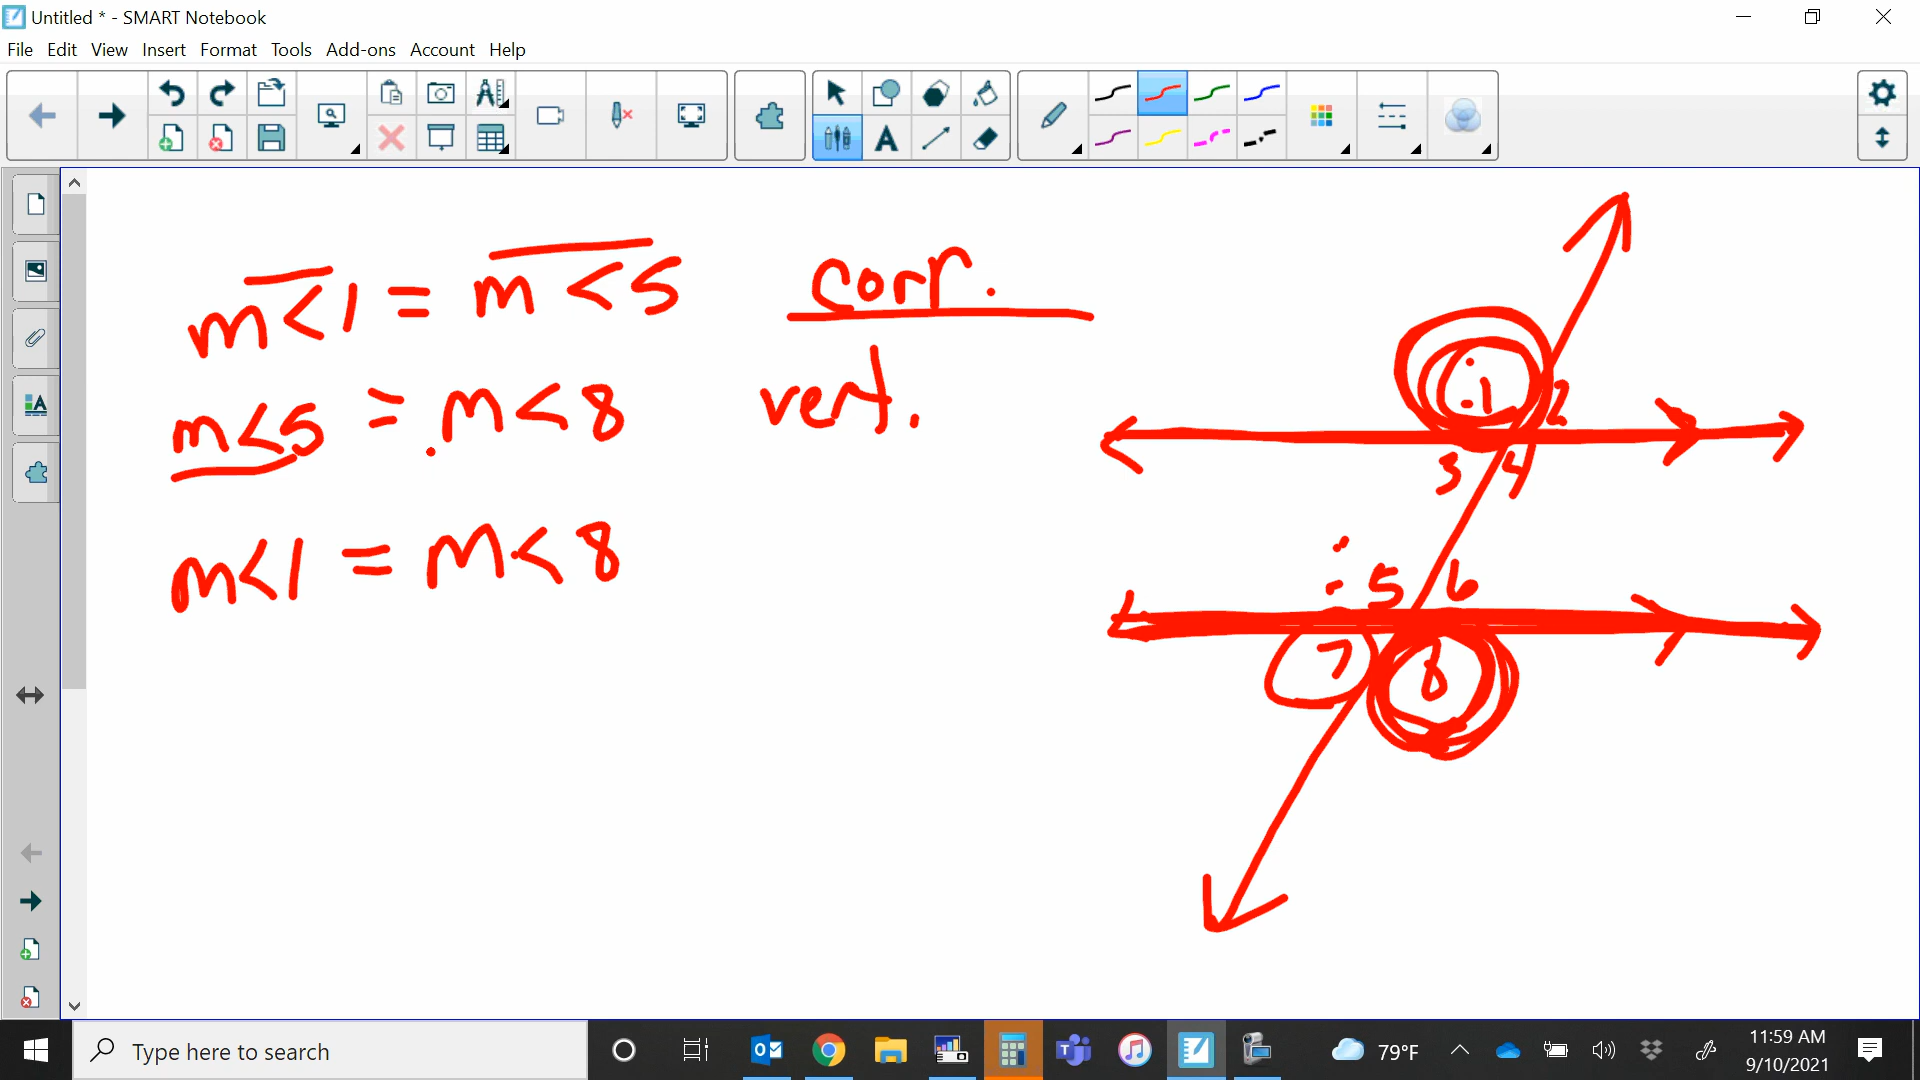 Untitled * - SMART Notebook
File Edit View Insert Format Tools Add-ons Account Help
m<1 = m<5 corr.
m<5 = m<8 vert.
m<1 = m<8
1 2
3 4
5 6
7 8
Type here to search
79°F
11:59 AM
9/10/2021